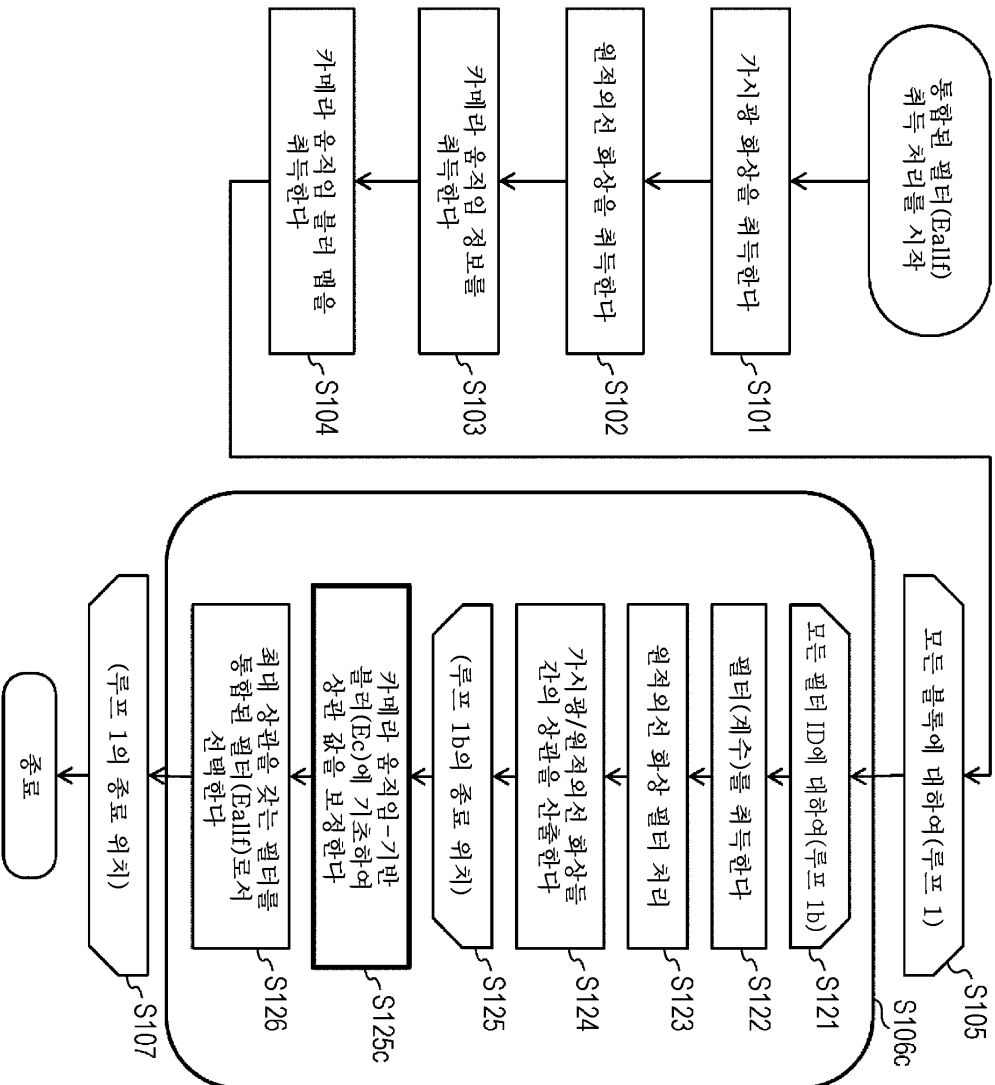 통합된 필터(Eallf)
취득 처리를 시작
가시광 화상을 취득한다
S101
원적외선 화상을 취득한다
S102
카메라 움직임 정보를
취득한다
S103
카메라 움직임 블러 맵을
취득한다
S104
모든 블록에 대하여(루프 1)
S105
S106c
모든 필터 ID에 대하여(루프 1b)
S121
필터(계수)를 취득한다
S122
원적외선 화상 필터 처리
S123
가시광/원적외선 화상들
간의 상관을 산출한다
S124
(루프 1b의 종료 위치)
S125
카메라 움직임-기반
블러(Ec)에 기초하여
상관 값을 보정한다
S125c
최대 상관을 갖는 필터를
통합된 필터(Eallf)로서
선택한다
S126
(루프 1의 종료 위치)
S107
종료